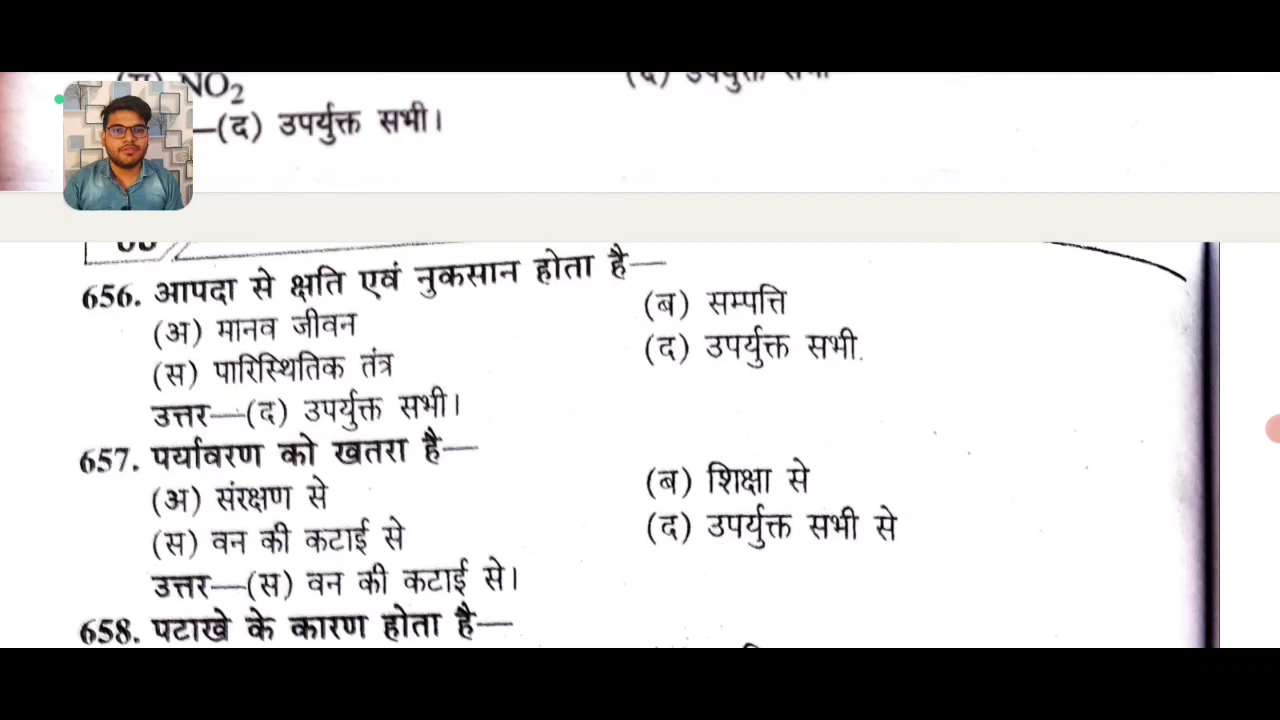 NO2
—(द) उपर्युक्त सभी।
656. आपदा से क्षति एवं नुकसान होता है—
(अ) मानव जीवन (ब) सम्पत्ति
(स) पारिस्थितिक तंत्र (द) उपर्युक्त सभी.
उत्तर—(द) उपर्युक्त सभी।
657. पर्यावरण को खतरा है—
(अ) संरक्षण से (ब) शिक्षा से
(स) वन की कटाई से (द) उपर्युक्त सभी से
उत्तर—(स) वन की कटाई से।
658. पटाखे के कारण होता है—